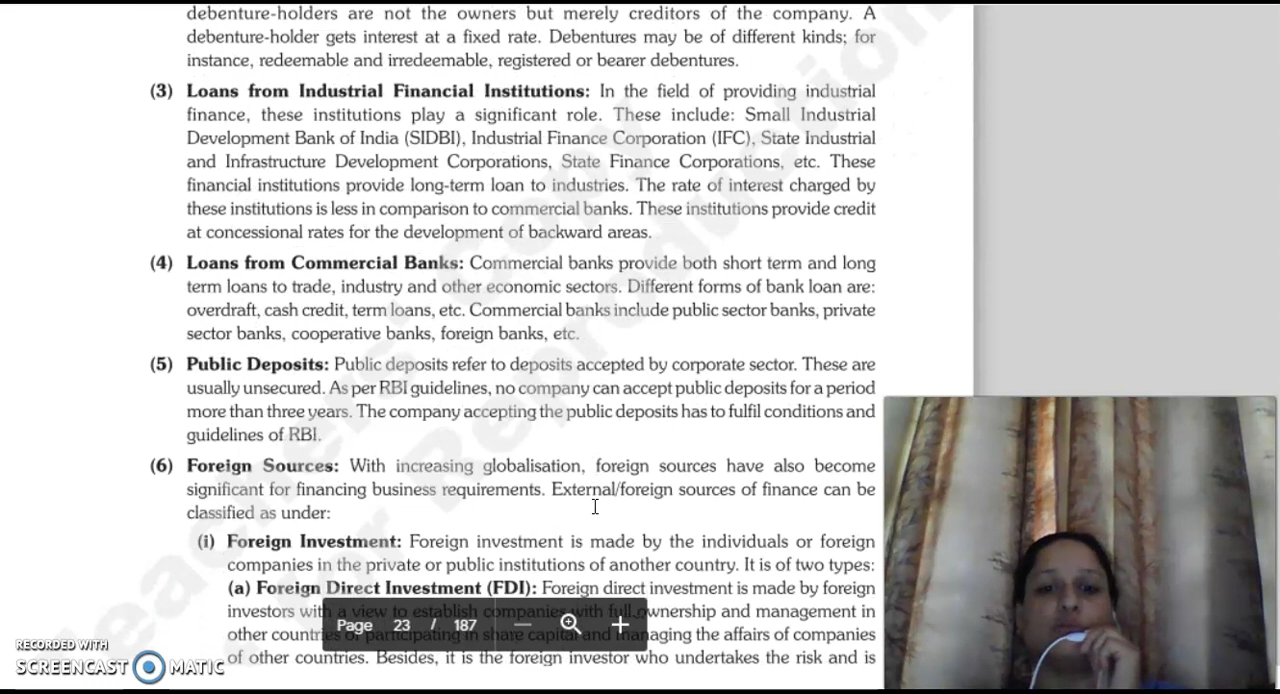 debenture-holders are not the owners but merely creditors of the company. A
debenture-holder gets interest at a fixed rate. Debentures may be of different kinds; for
instance, redeemable and irredeemable, registered or bearer debentures.
(3) Loans from Industrial Financial Institutions: In the field of providing industrial
finance, these institutions play a significant role. These include: Small Industrial
Development Bank of India (SIDBI), Industrial Finance Corporation (IFC), State Industrial
and Infrastructure Development Corporations, State Finance Corporations, etc. These
financial institutions provide long-term loan to industries. The rate of interest charged by
these institutions is less in comparison to commercial banks. These institutions provide credit
at concessional rates for the development of backward areas.
(4) Loans from Commercial Banks: Commercial banks provide both short term and long
term loans to trade, industry and other economic sectors. Different forms of bank loan are:
overdraft, cash credit, term loans, etc. Commercial banks include public sector banks, private
sector banks, cooperative banks, foreign banks, etc.
(5) Public Deposits: Public deposits refer to deposits accepted by corporate sector. These are
usually unsecured. As per RBI guidelines, no company can accept public deposits for a period
more than three years. The company accepting the public deposits has to fulfil conditions and
guidelines of RBI.
(6) Foreign Sources: With increasing globalisation, foreign sources have also become
significant for financing business requirements. External/foreign sources of finance can be
classified as under:
(i) Foreign Investment: Foreign investment is made by the individuals or foreign
companies in the private or public institutions of another country. It is of two types:
(a) Foreign Direct Investment (FDI): Foreign direct investment is made by foreign
investors with a view to establish companies with full ownership and management in
other countries or participating in share capital and managing the affairs of companies
of other countries. Besides, it is the foreign investor who undertakes the risk and is
Page 23 / 187
RECORDED WITH
SCREENCAST MATIC
Teachers' Copy
For Reproduction